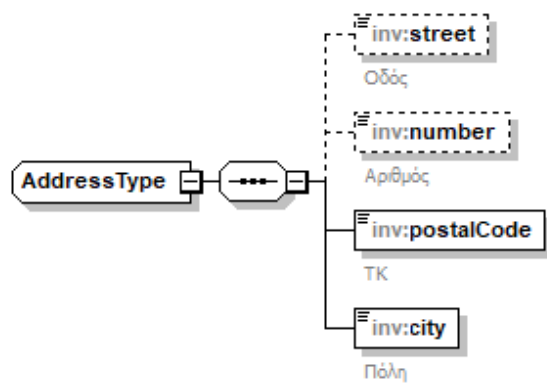 inv:street
Οδός
inv:number
Αριθμός
AddressType
inv:postalCode
ΤΚ
inv:city
Πόλη